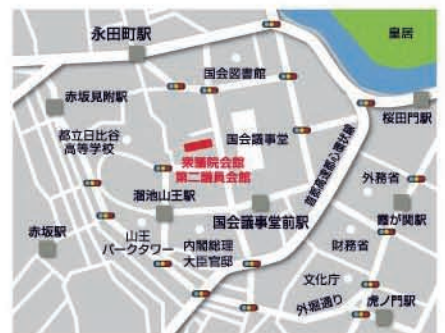 皇居
永田町駅
国会図書館
赤坂見附駅
桜田門駅
都立日比谷
高等学校
国会議事堂
首都高速都心環状線
衆議院会館
第二議員会館
外務省
溜池山王駅
国会議事堂前駅
霞が関駅
赤坂駅
山王
パークタワー
内閣総理
大臣官邸
財務省
文化庁
外堀通り
虎ノ門駅